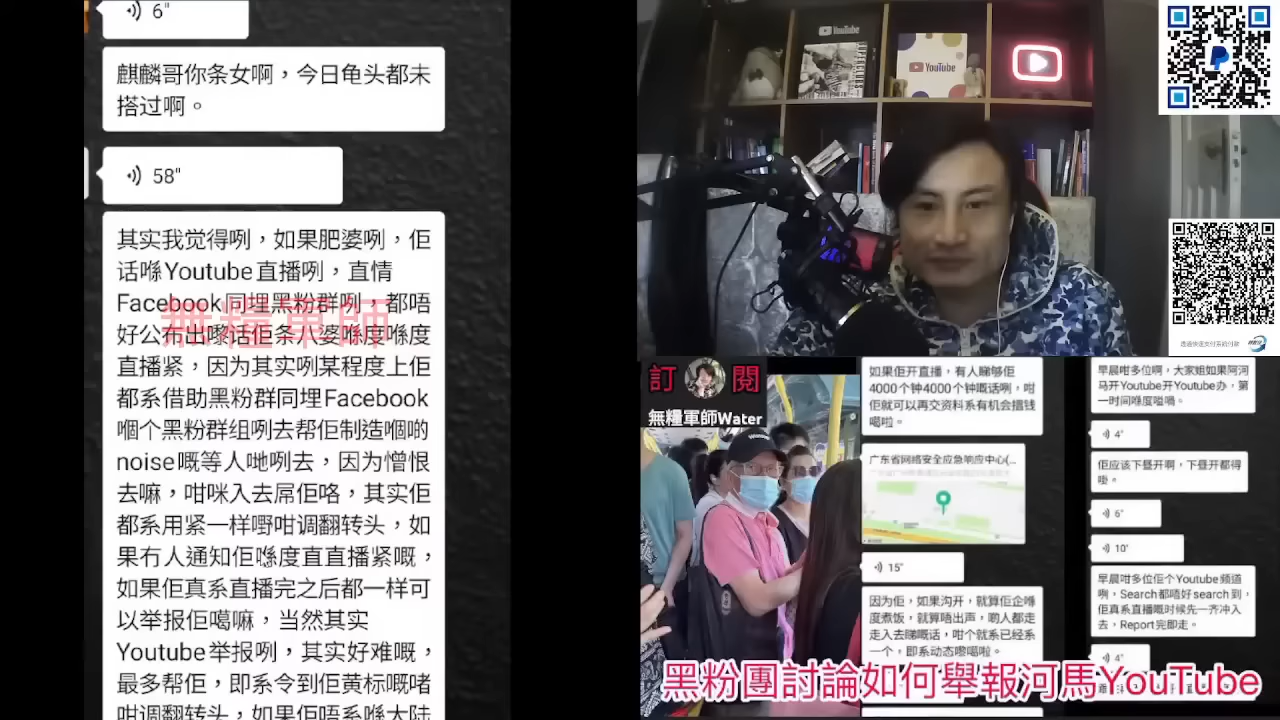 6"
麒麟哥你条女啊，今日龟头都未
搭过啊。
58"
其实我觉得咧，如果肥婆咧，佢
话喺Youtube直播咧，直情
Facebook同埋黑粉群咧，都唔
好公布出嚟话佢条八婆喺度喺度
直播紧，因为其实咧某程度上佢
都系借助黑粉群同埋Facebook
嗰个黑粉群组咧去帮佢制造嗰啲
noise嘅等人哋咧去，因为憎恨
去嘛，咁咪入去屌佢咯，其实佢
都系用紧一样嘢咁调翻转头，如
果冇人通知佢喺度直直播紧嘅，
如果佢真系直播完之后都一样可
以举报佢噶嘛，当然其实
Youtube举报咧，其实好难嘅，
最多帮佢，即系令到佢黄标嘅啫
咁调翻转头，如果佢唔系喺大陆
無糧軍師
YouTube
YouTube
訂
閱
無糧軍師Water
如果佢开直播，有人睇够佢
4000个钟4000个钟嘅话咧，咁
佢就可以再交资料系有机会揾钱
噶啦。
广东省网络安全应急响应中心(...
15"
因为佢，如果沟开，就算佢企喺
度煮饭，就算唔出声，啲人都走
走入去睇嘅话，咁个就系已经系
一个，即系动态嚟噶啦。
早晨咁多位啊，大家姐如果阿河
马开Youtube开Youtube办，第
一时间喺度嗌喎。
4"
佢应该下昼开啊，下昼开都得
㗎。
6"
10'
早晨咁多位佢个Youtube频道
咧，Search都唔好search到，
佢真系直播嘅时候先一齐冲入
去，Report完即走。
4"
黑粉團討論如何舉報河馬YouTube